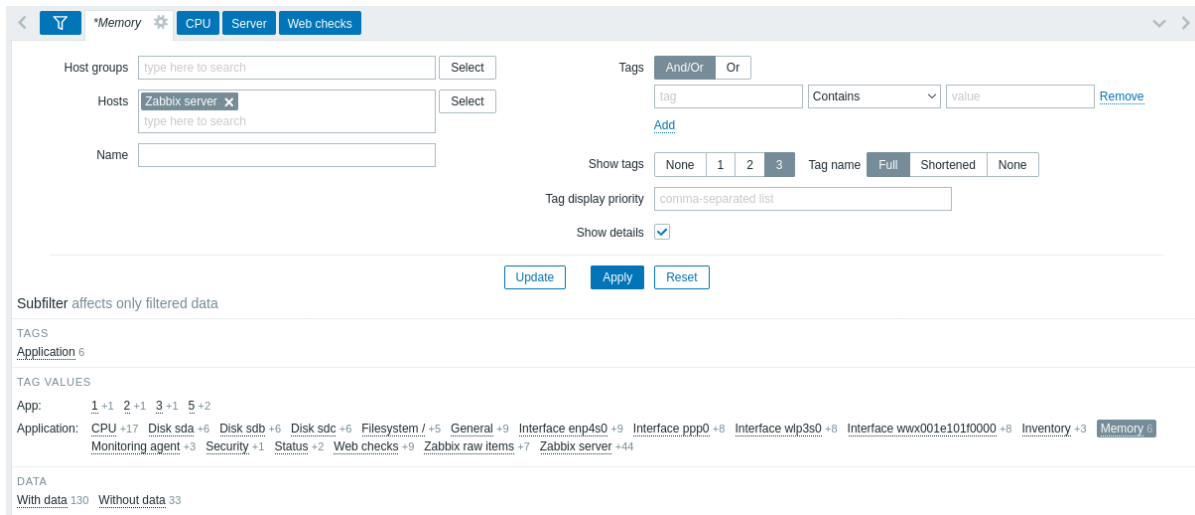 *Memory CPU Server Web checks
Host groups type here to search Select Tags And/Or Or
tag Contains value Remove
Hosts Zabbix server Select
type here to search
Add
Name
Show tags None 1 2 3 Tag name Full Shortened None
Tag display priority comma-separated list
Show details
Update Apply Reset
Subfilter affects only filtered data
TAGS
Application 6
TAG VALUES
App: 1 +1 2 +1 3 +1 5 +2
Application: CPU +17 Disk sda +6 Disk sdb +6 Disk sdc +6 Filesystem / +5 General +9 Interface enp4s0 +9 Interface ppp0 +8 Interface wlp3s0 +8 Interface wwx001e101f0000 +8 Inventory +3 Memory 6
Monitoring agent +3 Security +1 Status +2 Web checks +9 Zabbix raw items +7 Zabbix server +44
DATA
With data 130 Without data 33